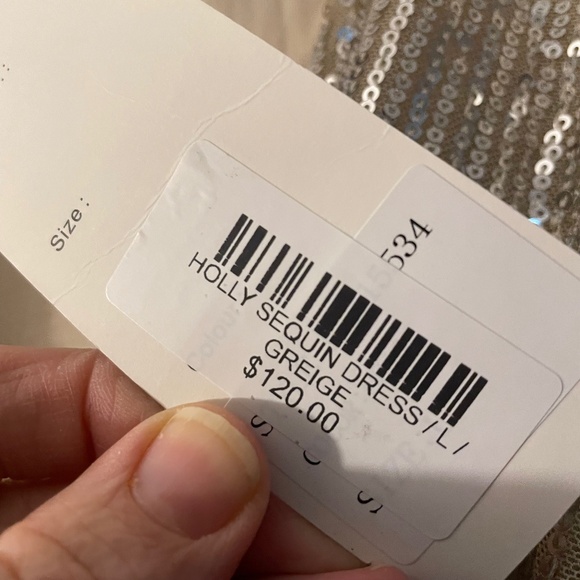 Size :
534
HOLLY SEQUIN DRESS / L /
GREIGE
$120.00